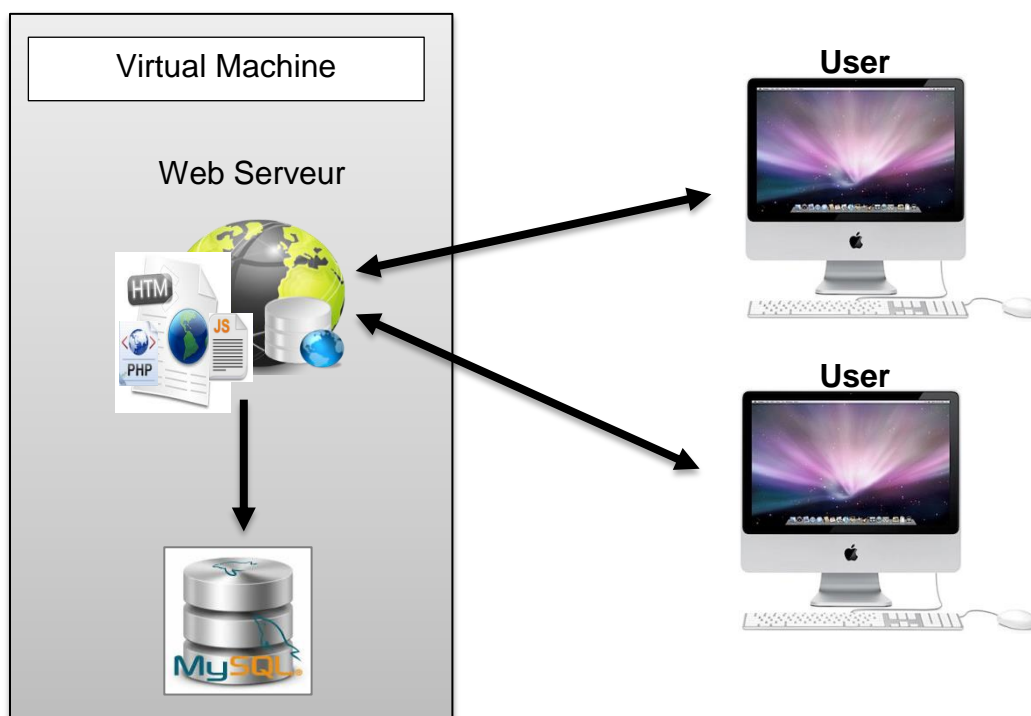 Virtual Machine
Web Serveur
HTM
JS
PHP
MySQL®
User
User